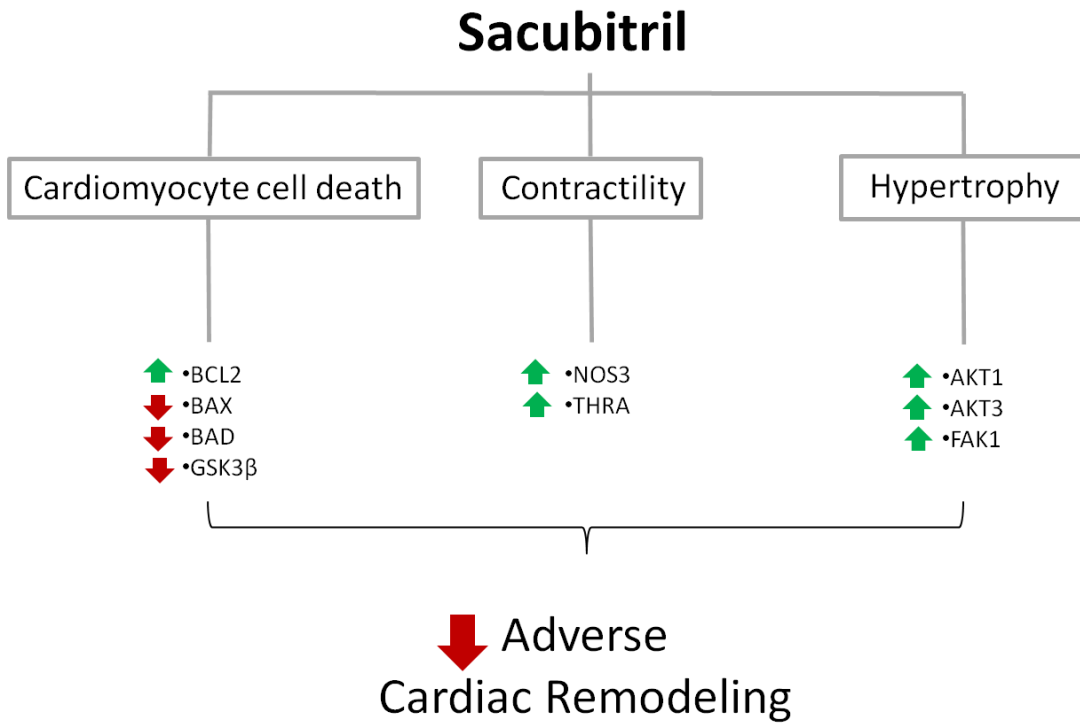 Sacubitril
Cardiomyocyte cell death
Contractility
Hypertrophy
•BCL2
•BAX
•BAD
•GSK3β
•NOS3
•THRA
•AKT1
•AKT3
•FAK1
Adverse
Cardiac Remodeling